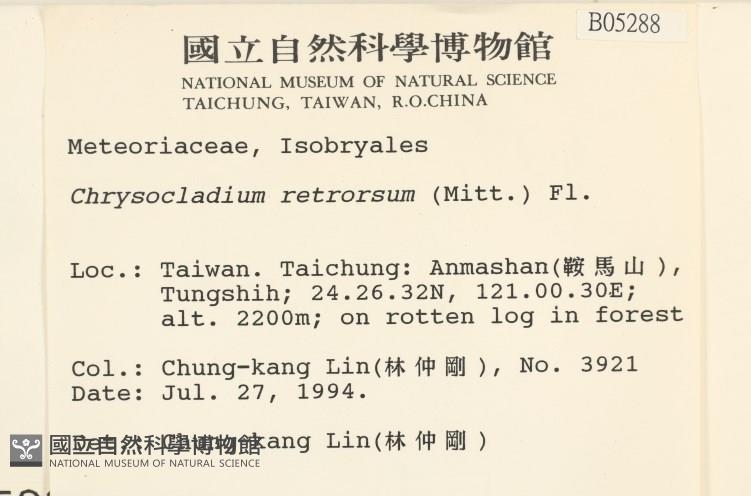 B05288
國立自然科學博物館
NATIONAL MUSEUM OF NATURAL SCIENCE
TAICHUNG, TAIWAN, R.O.CHINA
Meteoriaceae, Isobryales
Chrysocladium retrorsum (Mitt.) Fl.
Loc.: Taiwan. Taichung: Anmashan(鞍馬山),
Tungshih; 24.26.32N, 121.00.30E;
alt. 2200m; on rotten log in forest
Col.: Chung-kang Lin(林仲剛), No. 3921
Date: Jul. 27, 1994.
Det.: Chung-kang Lin(林仲剛)
國立自然科學博物館
NATIONAL MUSEUM OF NATURAL SCIENCE